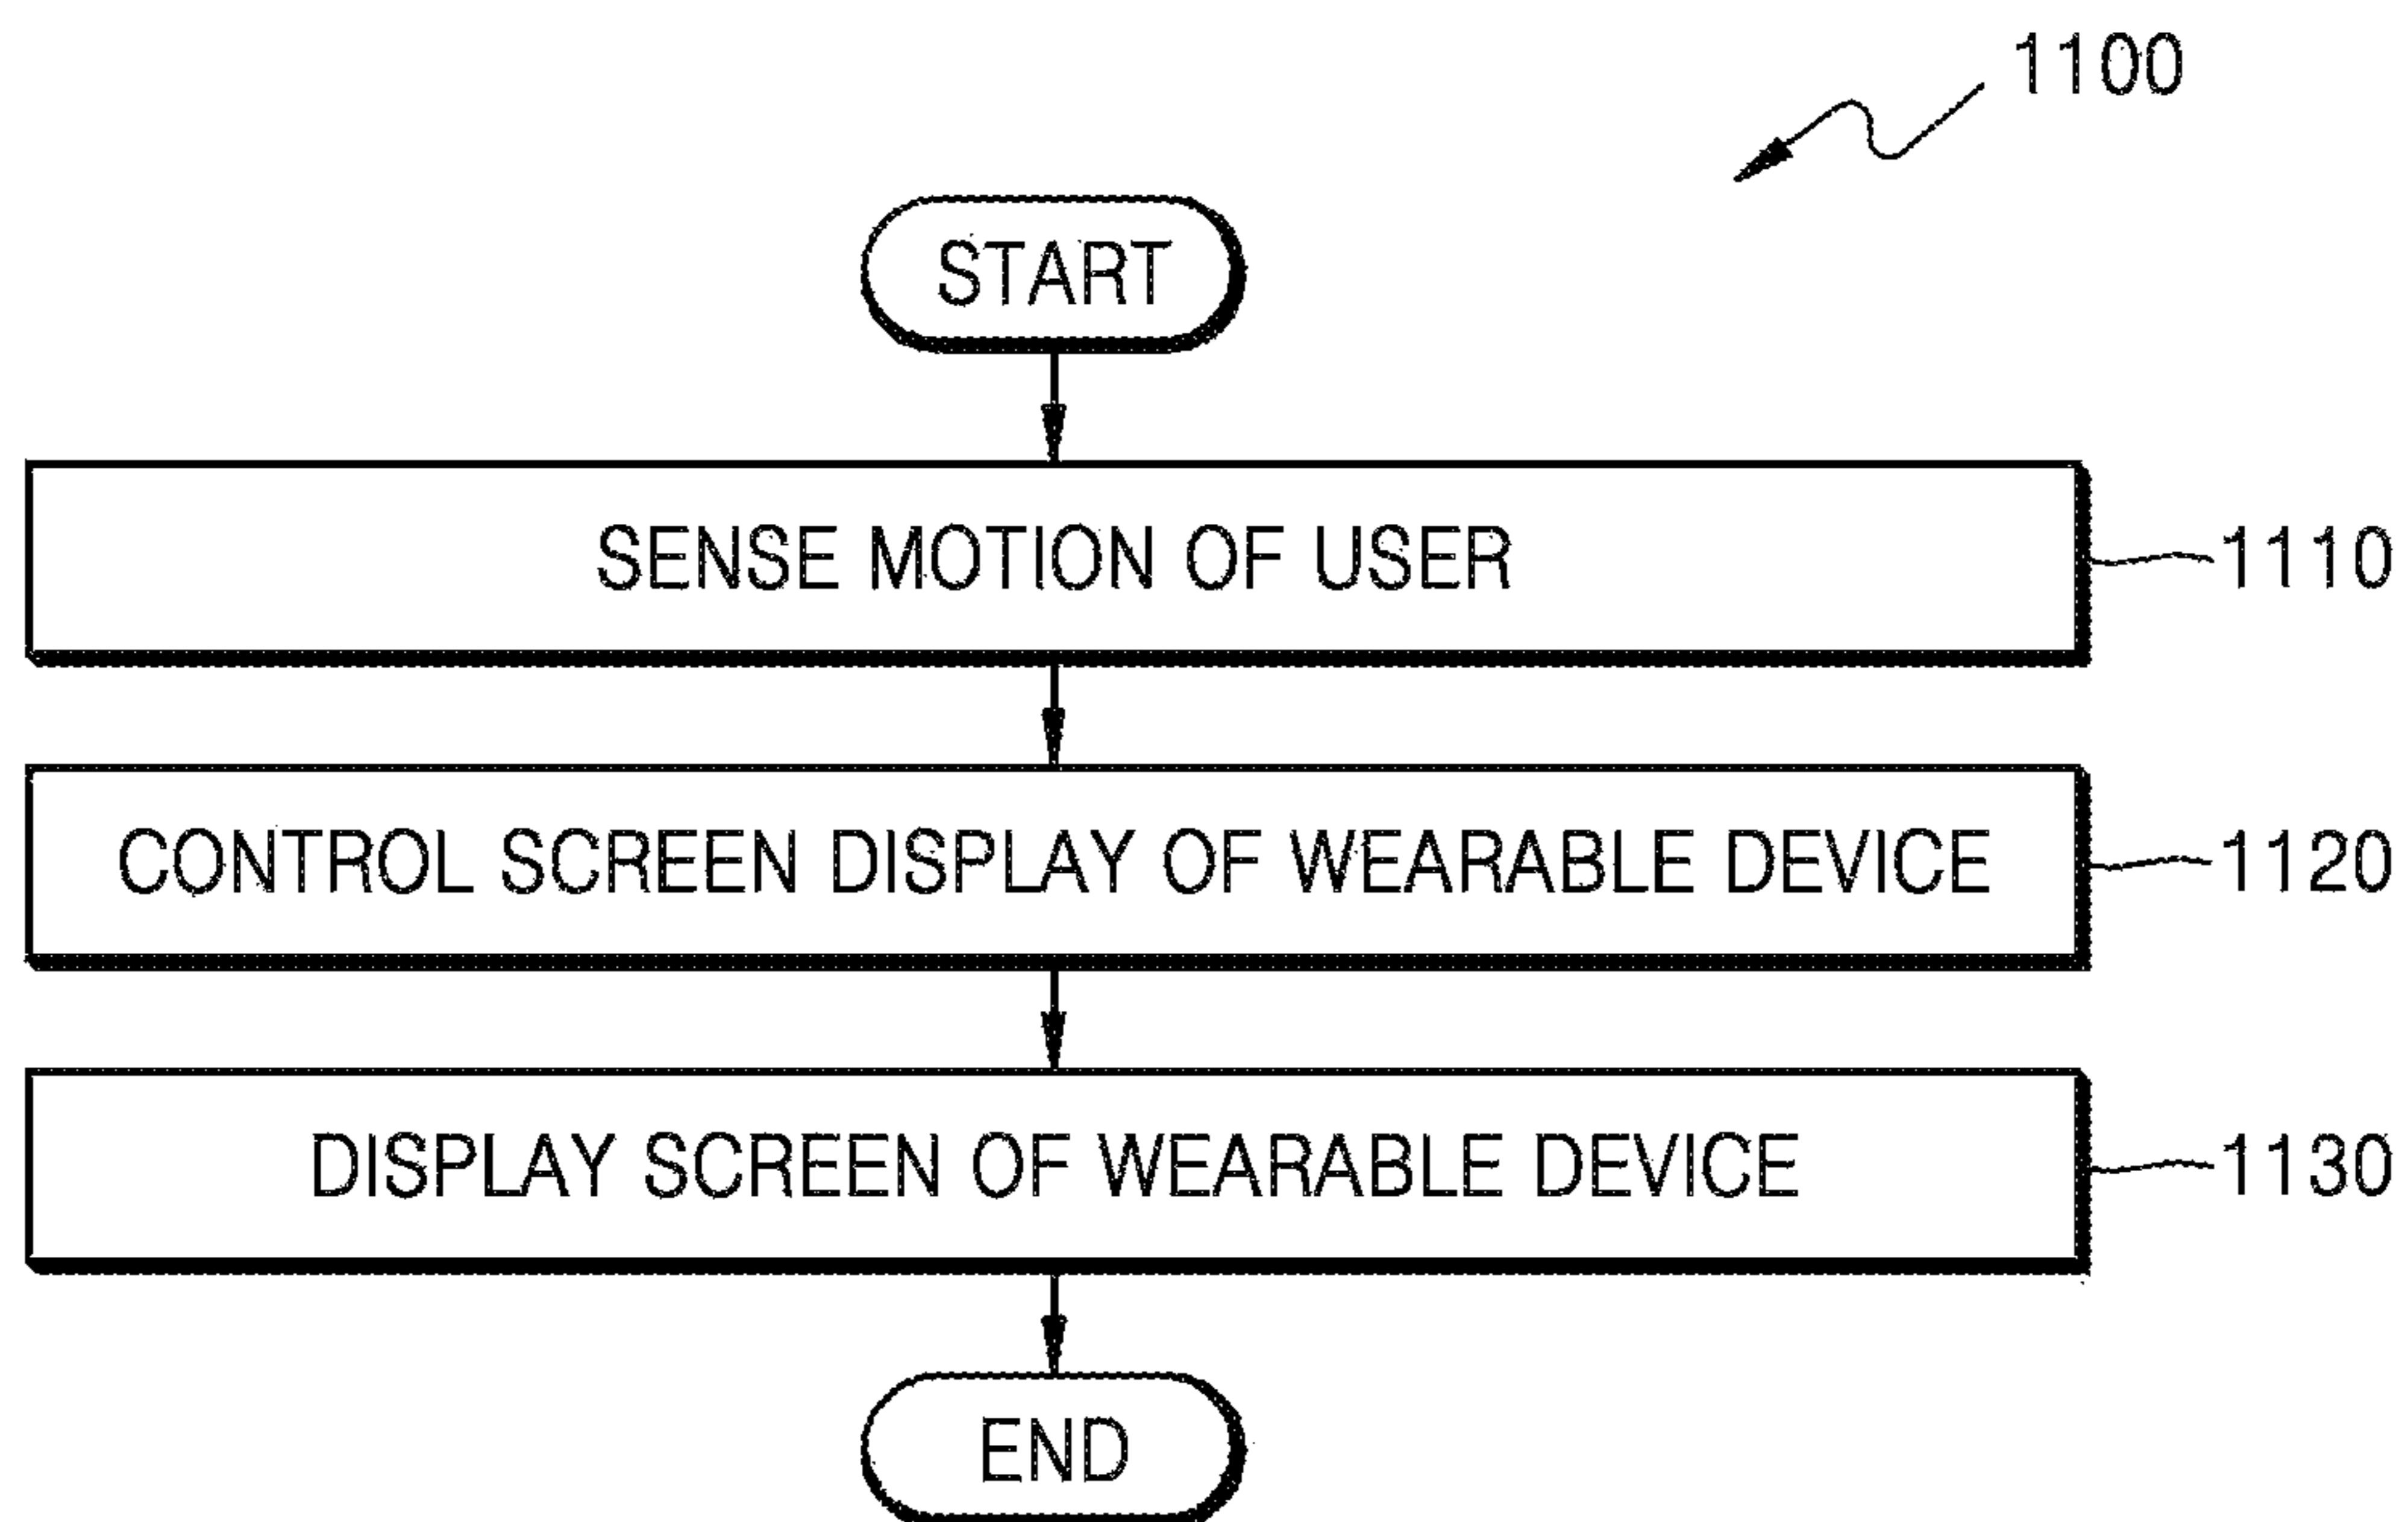 1100
START
SENSE MOTION OF USER
1110
CONTROL SCREEN DISPLAY OF WEARABLE DEVICE
1120
DISPLAY SCREEN OF WEARABLE DEVICE
1130
END